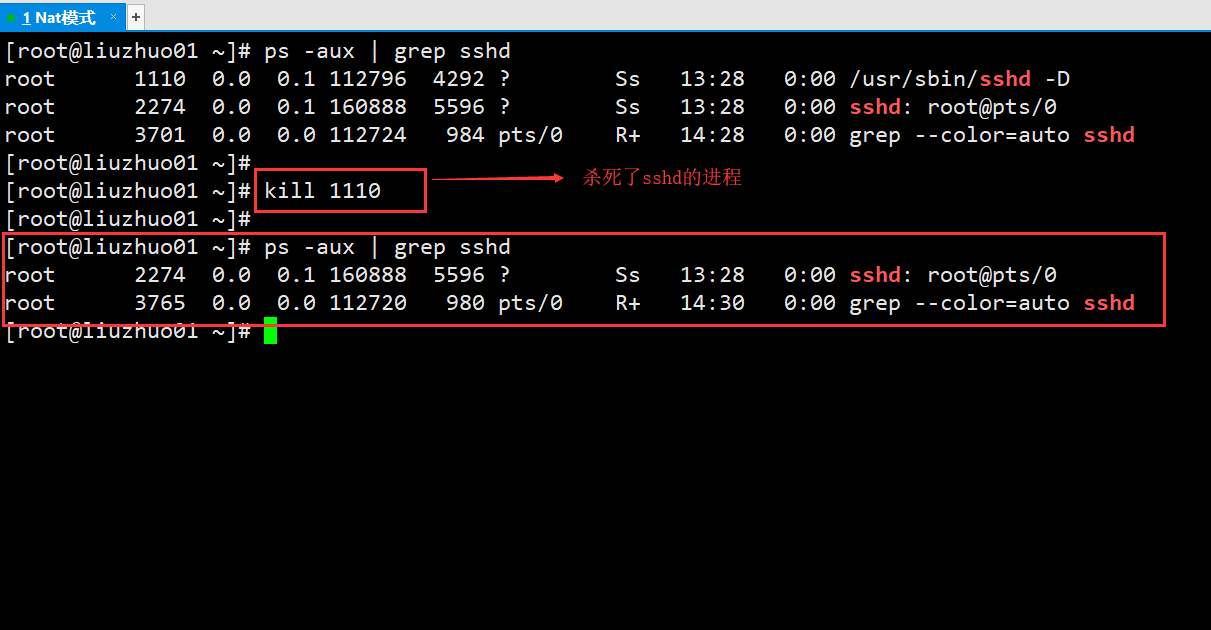 1 Nat模式 × +
[root@liuzhuo01 ~]# ps -aux | grep sshd
root      1110  0.0  0.1 112796  4292 ?        Ss   13:28   0:00 /usr/sbin/sshd -D
root      2274  0.0  0.1 160888  5596 ?        Ss   13:28   0:00 sshd: root@pts/0
root      3701  0.0  0.0 112724   984 pts/0    R+   14:28   0:00 grep --color=auto sshd
[root@liuzhuo01 ~]#
[root@liuzhuo01 ~]# kill 1110 杀死了sshd的进程
[root@liuzhuo01 ~]#
[root@liuzhuo01 ~]# ps -aux | grep sshd
root      2274  0.0  0.1 160888  5596 ?        Ss   13:28   0:00 sshd: root@pts/0
root      3765  0.0  0.0 112720   980 pts/0    R+   14:30   0:00 grep --color=auto sshd
[root@liuzhuo01 ~]#